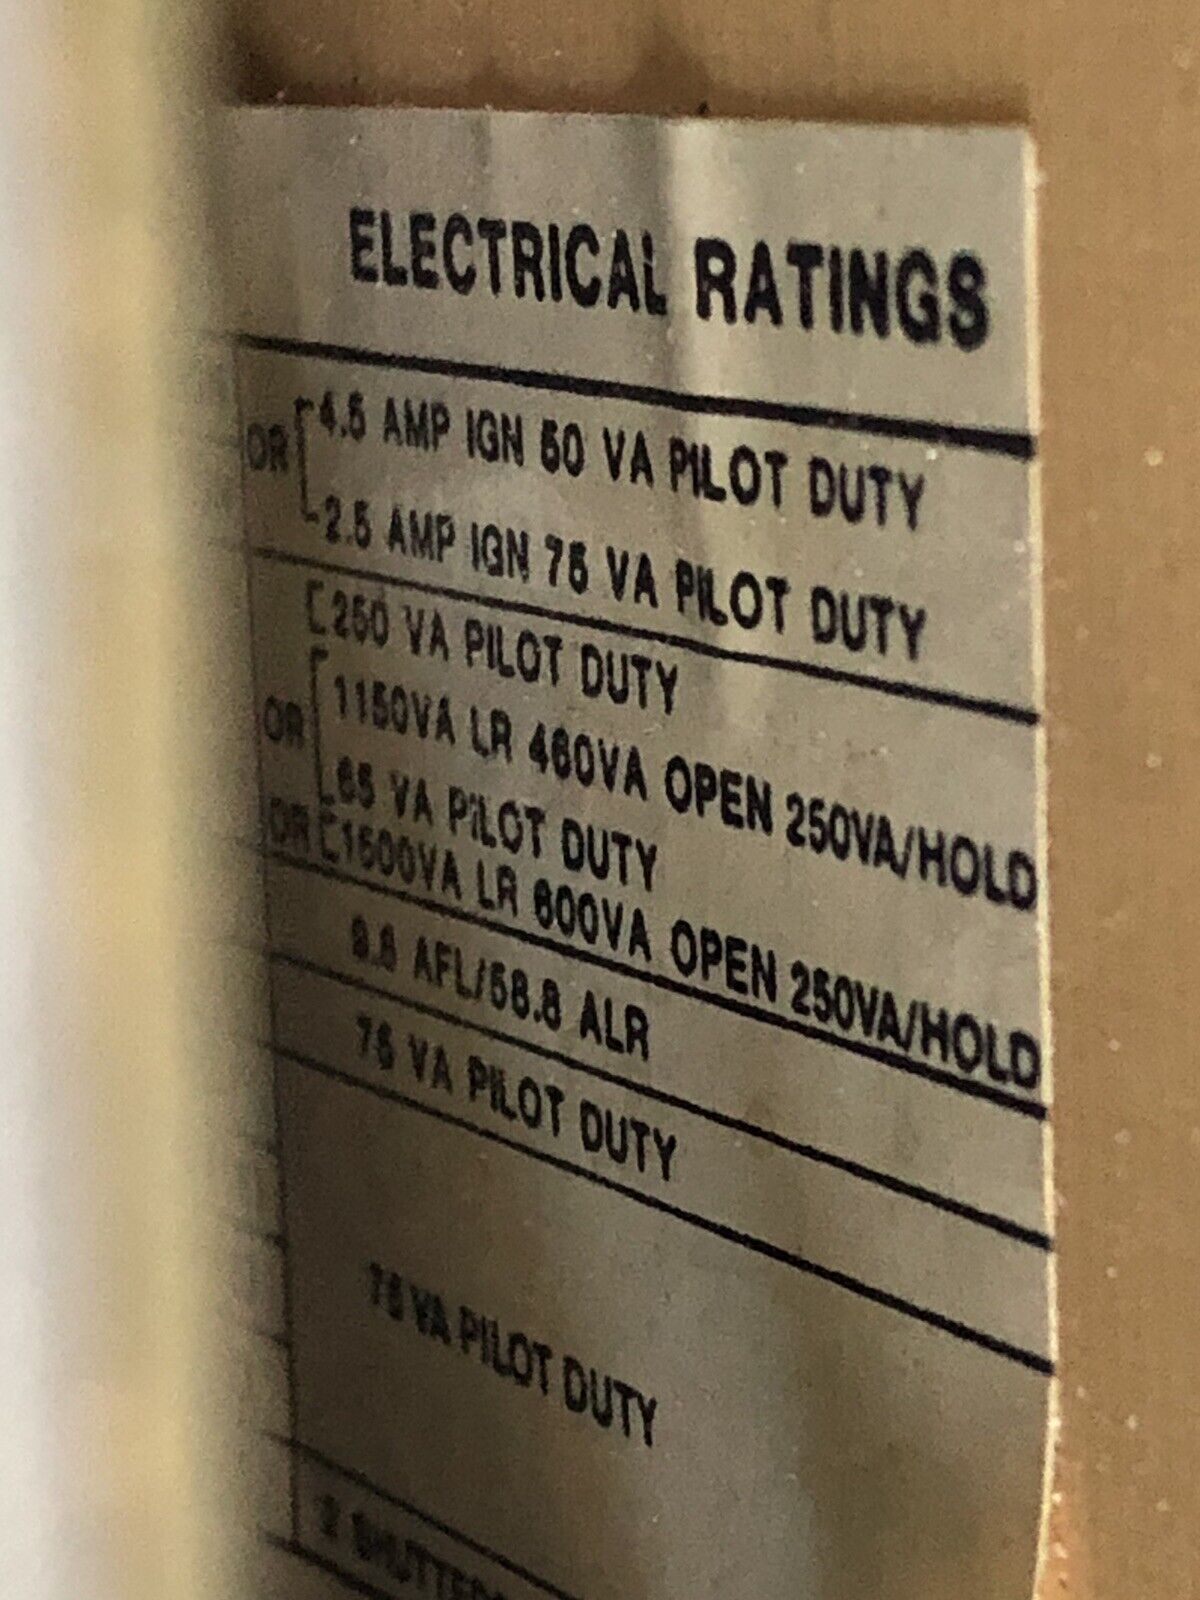 ELECTRICAL RATINGS
4.5 AMP IGN 50 VA PILOT DUTY
OR
2.5 AMP IGN 75 VA PILOT DUTY
250 VA PILOT DUTY
1150VA LR 460VA OPEN 250VA/HOLD
OR
65 VA PILOT DUTY
OR 1500VA LR 600VA OPEN 250VA/HOLD
9.8 AFL/58.8 ALR
75 VA PILOT DUTY
75 VA PILOT DUTY
2